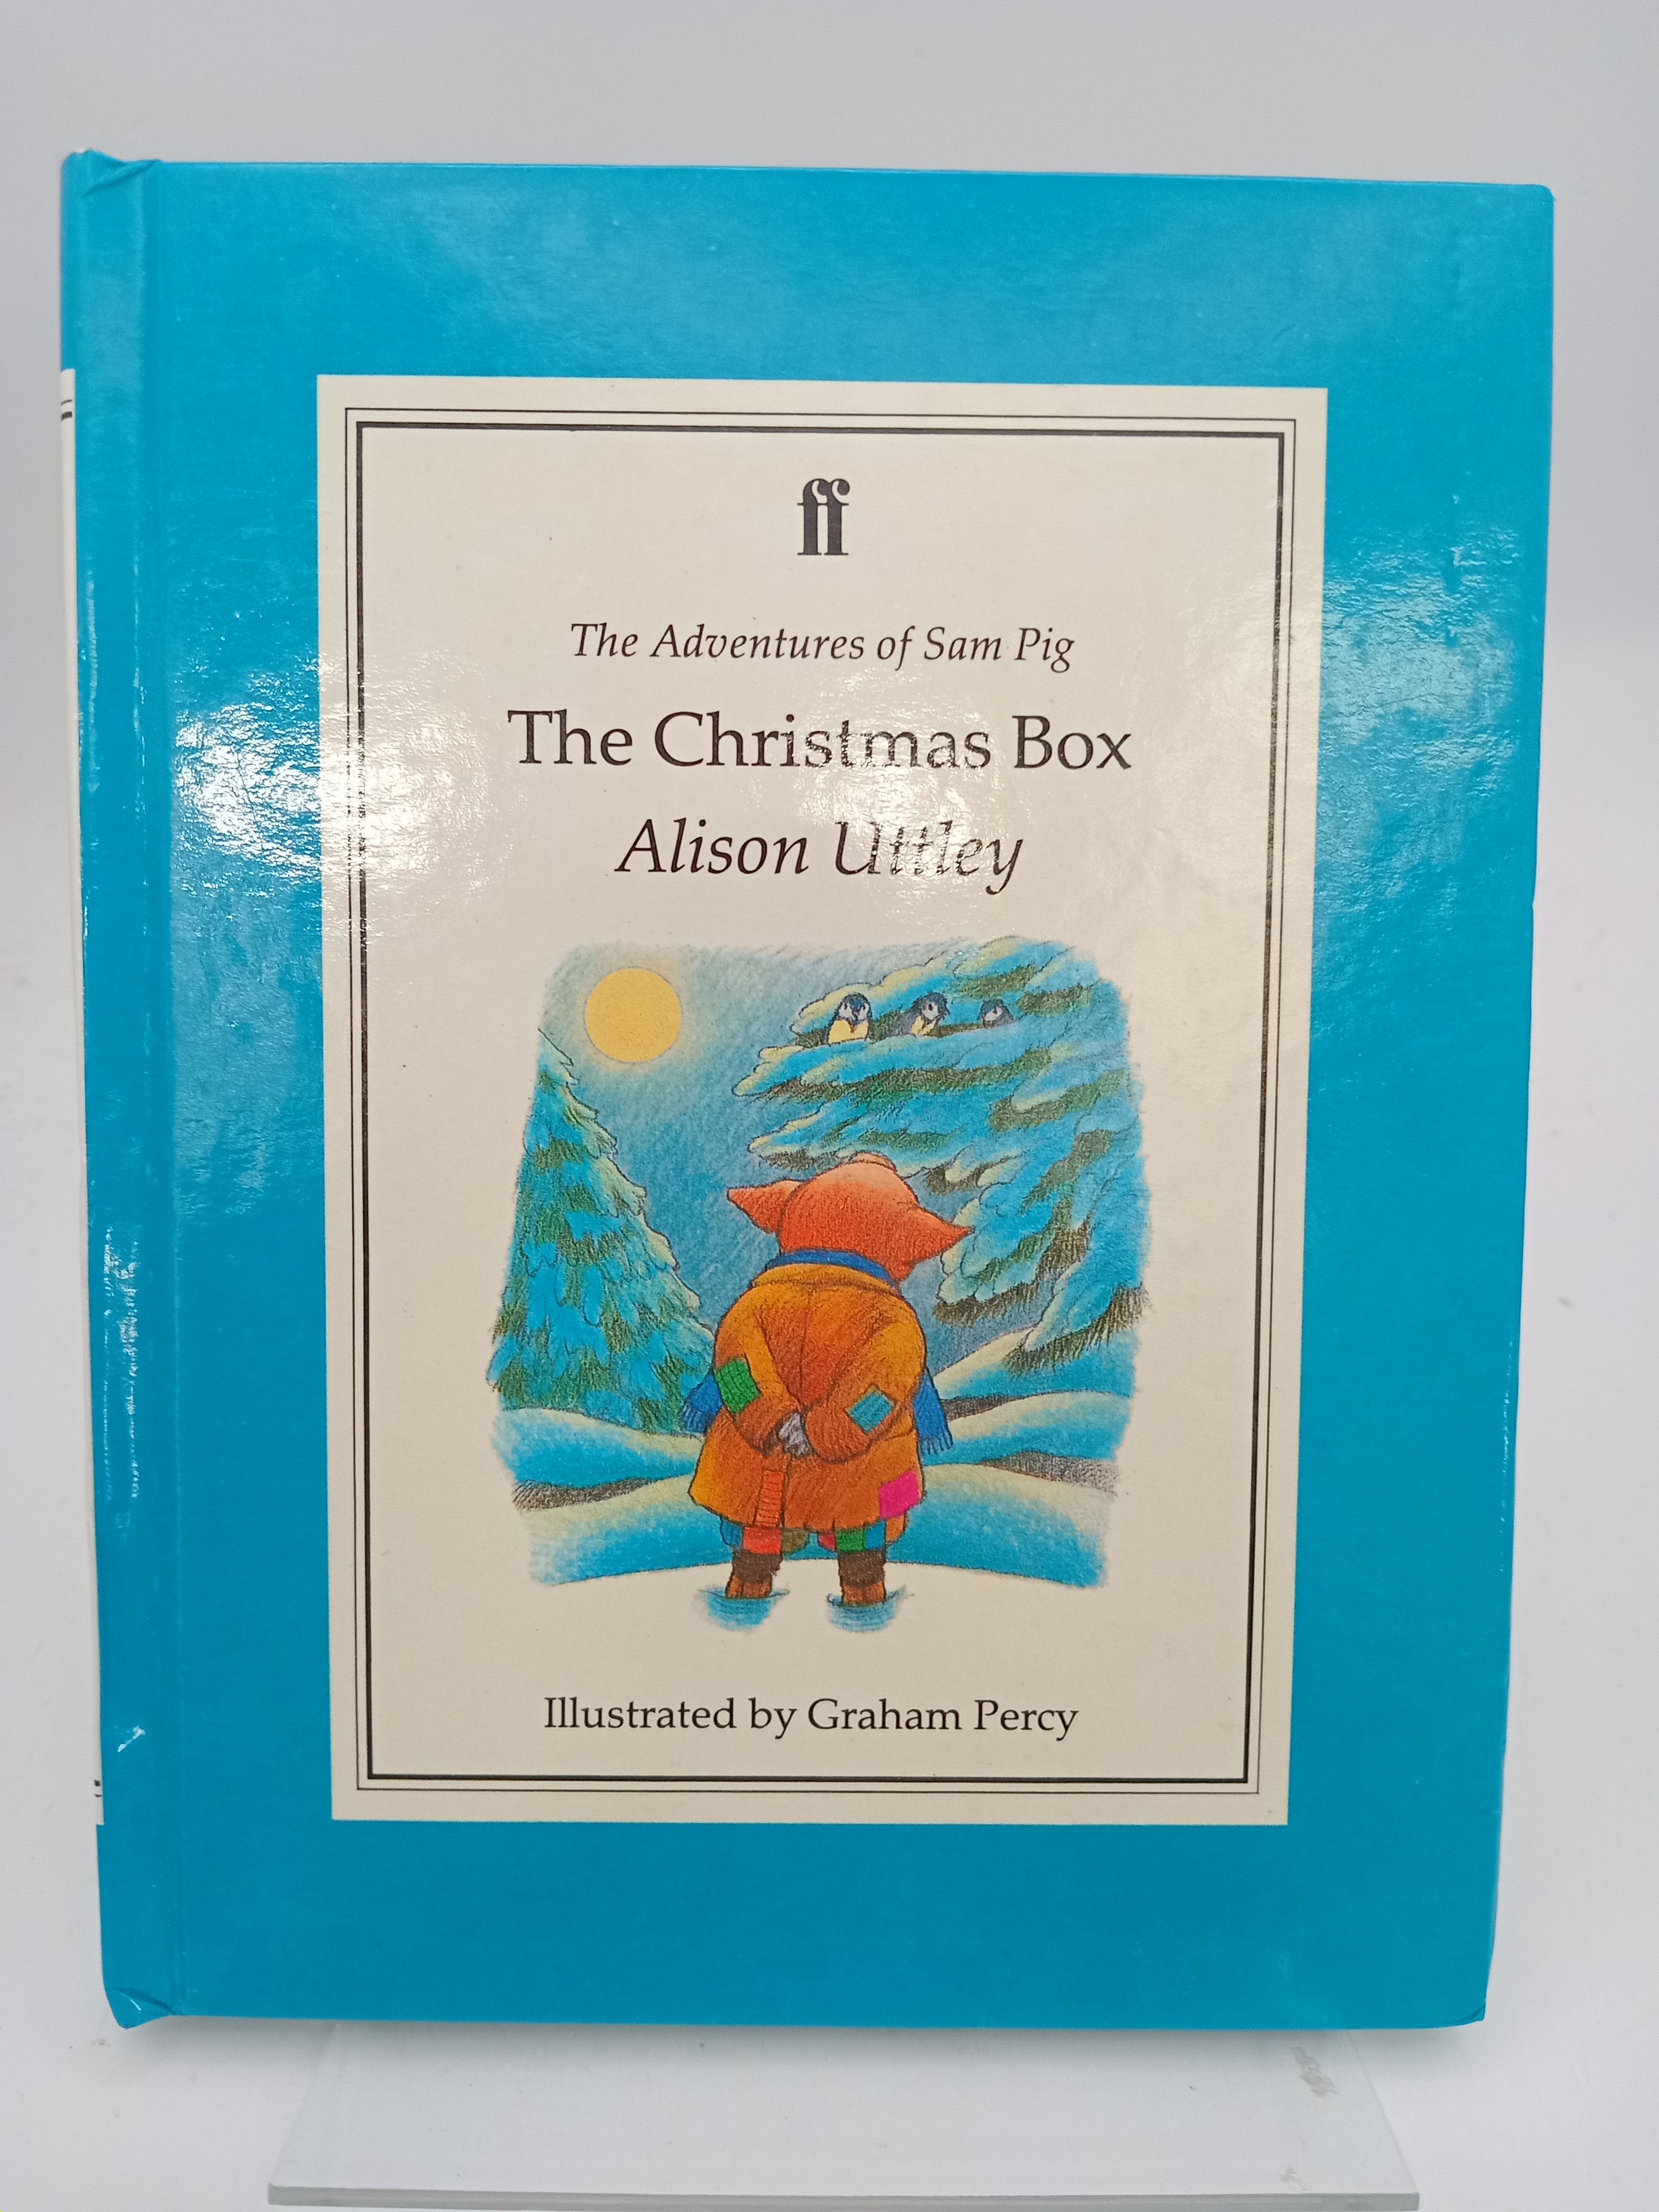 ff
The Adventures of Sam Pig
The Christmas Box
Alison Uttley
Illustrated by Graham Percy